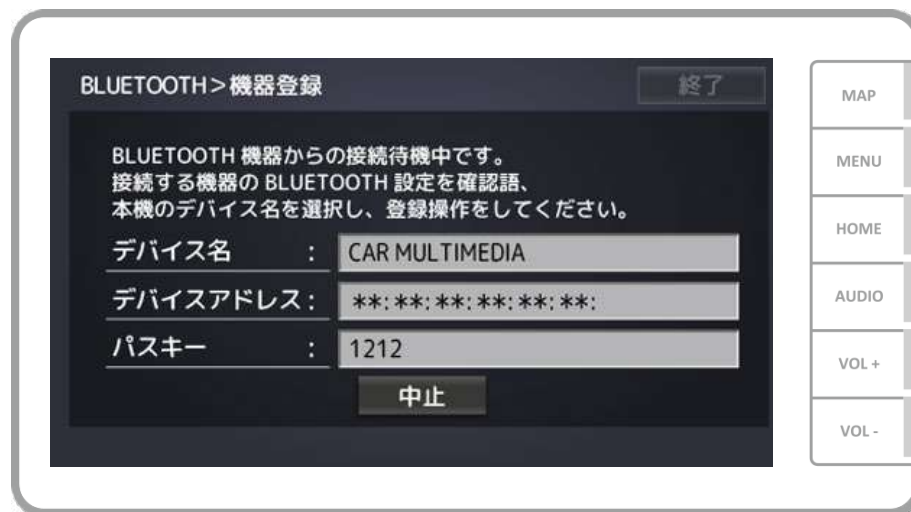 BLUETOOTH>機器登録 終了
BLUETOOTH 機器からの接続待機中です。
接続する機器の BLUETOOTH 設定を確認語、
本機のデバイス名を選択し、登録操作をしてください。
デバイス名 : CAR MULTIMEDIA
デバイスアドレス : **:**:**:**:**:**:
パスキー : 1212
中止
MAP
MENU
HOME
AUDIO
VOL +
VOL -